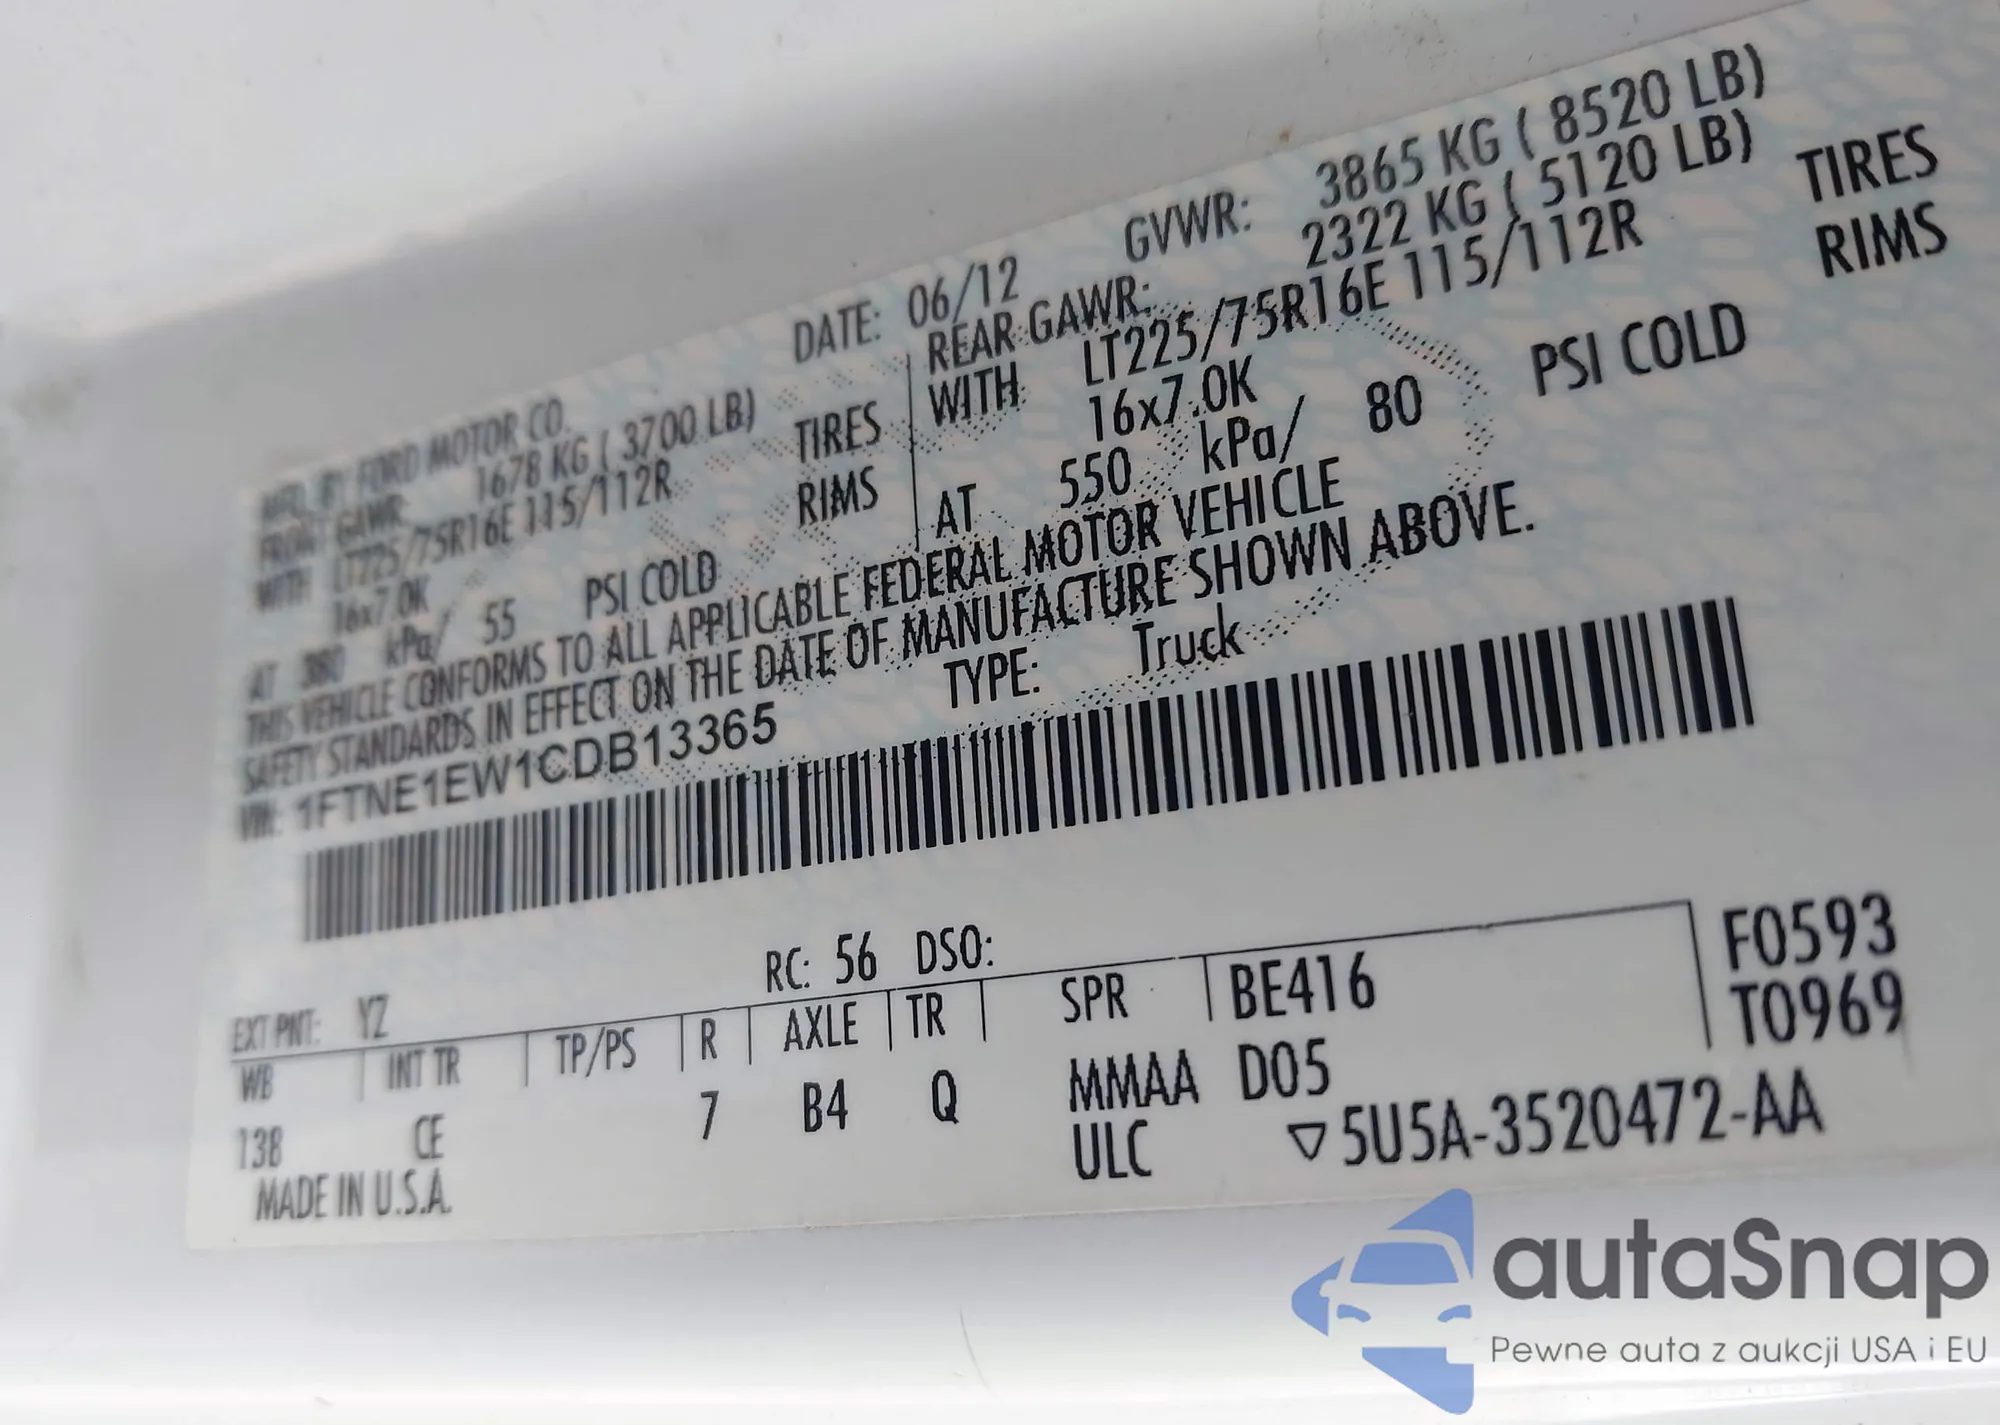 MFD. BY FORD MOTOR CO.
DATE: 06/12 GVWR: 3865 KG ( 8520 LB)
FRONT GAWR: 1678 KG ( 3700 LB)
WITH LT225/75R16E 115/112R TIRES
16x7.0K RIMS
AT 380 kPa/ 55 PSI COLD
REAR GAWR: 2322 KG ( 5120 LB)
WITH LT225/75R16E 115/112R TIRES
16x7.0K RIMS
AT 550 kPa/ 80 PSI COLD
THIS VEHICLE CONFORMS TO ALL APPLICABLE FEDERAL MOTOR VEHICLE
SAFETY STANDARDS IN EFFECT ON THE DATE OF MANUFACTURE SHOWN ABOVE.
VIN: 1FTNE1EW1CDB13365 TYPE: Truck
EXT PNT: YZ RC: 56 DSO:
F0593
T0969
WB INT TR TP/PS R AXLE TR SPR BE416
138 CE 7 B4 Q MMAA D05
MADE IN U.S.A. ULC ▽5U5A-3520472-AA
autaSnap
Pewne auta z aukcji USA i EU